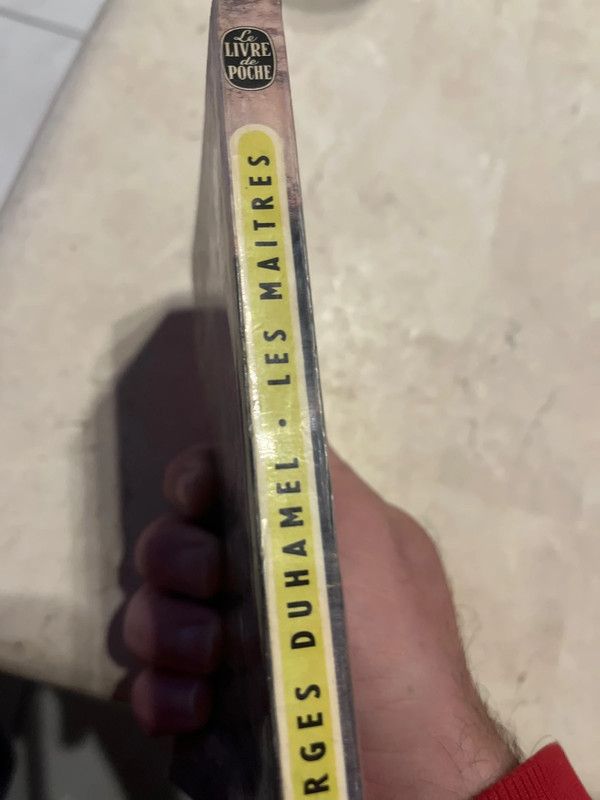 Le
LIVRE
de
POCHE
RGES DUHAMEL · LES MAITRES